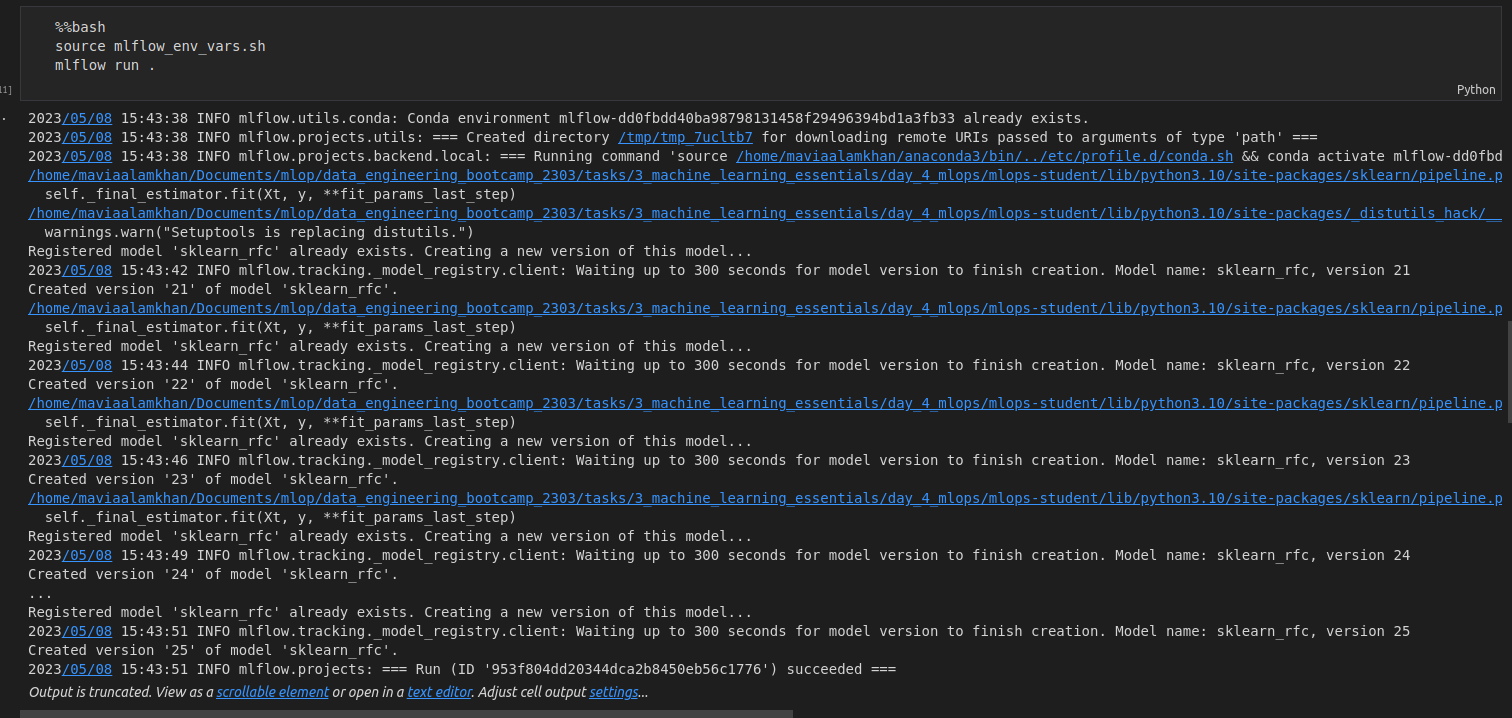 %%bash
source mlflow_env_vars.sh
mlflow run .
11]
Python
2023/05/08 15:43:38 INFO mlflow.utils.conda: Conda environment mlflow-dd0fbdd40ba98798131458f29496394bd1a3fb33 already exists.
2023/05/08 15:43:38 INFO mlflow.projects.utils: === Created directory /tmp/tmp_7ucltb7 for downloading remote URIs passed to arguments of type 'path' ===
2023/05/08 15:43:38 INFO mlflow.projects.backend.local: === Running command 'source /home/maviaalamkhan/anaconda3/bin/../etc/profile.d/conda.sh && conda activate mlflow-dd0fbd
/home/maviaalamkhan/Documents/mlop/data_engineering_bootcamp_2303/tasks/3_machine_learning_essentials/day_4_mlops/mlops-student/lib/python3.10/site-packages/sklearn/pipeline.p
self._final_estimator.fit(Xt, y, **fit_params_last_step)
/home/maviaalamkhan/Documents/mlop/data_engineering_bootcamp_2303/tasks/3_machine_learning_essentials/day_4_mlops/mlops-student/lib/python3.10/site-packages/_distutils_hack/__
warnings.warn("Setuptools is replacing distutils.")
Registered model 'sklearn_rfc' already exists. Creating a new version of this model...
2023/05/08 15:43:42 INFO mlflow.tracking._model_registry.client: Waiting up to 300 seconds for model version to finish creation. Model name: sklearn_rfc, version 21
Created version '21' of model 'sklearn_rfc'.
/home/maviaalamkhan/Documents/mlop/data_engineering_bootcamp_2303/tasks/3_machine_learning_essentials/day_4_mlops/mlops-student/lib/python3.10/site-packages/sklearn/pipeline.p
self._final_estimator.fit(Xt, y, **fit_params_last_step)
Registered model 'sklearn_rfc' already exists. Creating a new version of this model...
2023/05/08 15:43:44 INFO mlflow.tracking._model_registry.client: Waiting up to 300 seconds for model version to finish creation. Model name: sklearn_rfc, version 22
Created version '22' of model 'sklearn_rfc'.
/home/maviaalamkhan/Documents/mlop/data_engineering_bootcamp_2303/tasks/3_machine_learning_essentials/day_4_mlops/mlops-student/lib/python3.10/site-packages/sklearn/pipeline.p
self._final_estimator.fit(Xt, y, **fit_params_last_step)
Registered model 'sklearn_rfc' already exists. Creating a new version of this model...
2023/05/08 15:43:46 INFO mlflow.tracking._model_registry.client: Waiting up to 300 seconds for model version to finish creation. Model name: sklearn_rfc, version 23
Created version '23' of model 'sklearn_rfc'.
/home/maviaalamkhan/Documents/mlop/data_engineering_bootcamp_2303/tasks/3_machine_learning_essentials/day_4_mlops/mlops-student/lib/python3.10/site-packages/sklearn/pipeline.p
self._final_estimator.fit(Xt, y, **fit_params_last_step)
Registered model 'sklearn_rfc' already exists. Creating a new version of this model...
2023/05/08 15:43:49 INFO mlflow.tracking._model_registry.client: Waiting up to 300 seconds for model version to finish creation. Model name: sklearn_rfc, version 24
Created version '24' of model 'sklearn_rfc'.
...
Registered model 'sklearn_rfc' already exists. Creating a new version of this model...
2023/05/08 15:43:51 INFO mlflow.tracking._model_registry.client: Waiting up to 300 seconds for model version to finish creation. Model name: sklearn_rfc, version 25
Created version '25' of model 'sklearn_rfc'.
2023/05/08 15:43:51 INFO mlflow.projects: === Run (ID '953f804dd20344dca2b8450eb56c1776') succeeded ===
Output is truncated. View as a scrollable element or open in a text editor. Adjust cell output settings...